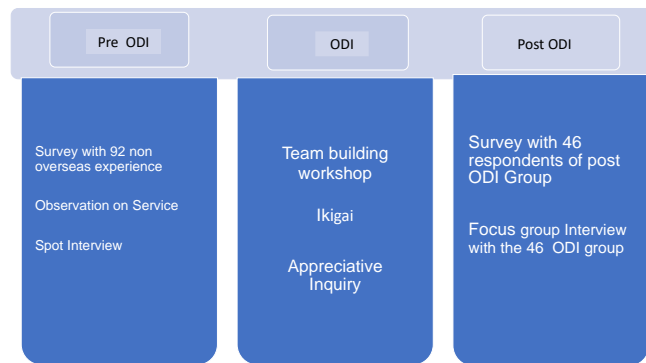 Pre ODI
ODI
Post ODI
Survey with 92 non
overseas experience
Observation on Service
Spot Interview
Team building
workshop
Ikigai
Appreciative
Inquiry
Survey with 46
respondents of post
ODI Group
Focus group Interview
with the 46 ODI group